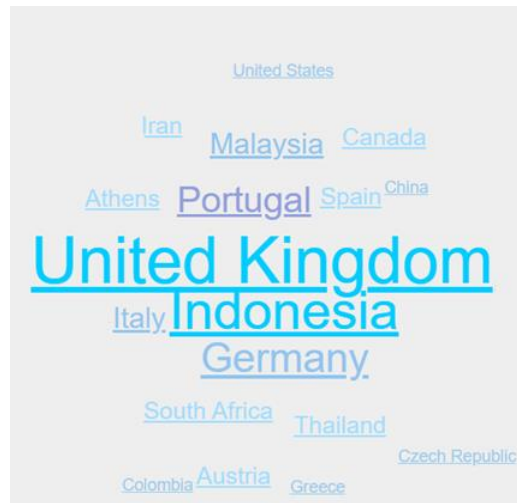 United States
Iran Malaysia Canada
Athens Portugal Spain China
United Kingdom
Italy Indonesia
Germany
South Africa Thailand
Czech Republic
Colombia Austria Greece